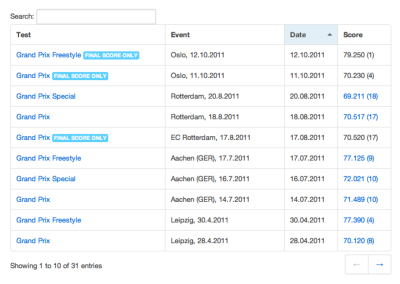 Search:
Test Event Date Score
Grand Prix Freestyle FINAL SCORE ONLY Oslo, 12.10.2011 12.10.2011 79.250 (1)
Grand Prix FINAL SCORE ONLY Oslo, 11.10.2011 11.10.2011 70.230 (4)
Grand Prix Special Rotterdam, 20.8.2011 20.08.2011 69.211 (18)
Grand Prix Rotterdam, 18.8.2011 18.08.2011 70.517 (17)
Grand Prix FINAL SCORE ONLY EC Rotterdam, 17.8.2011 17.08.2011 70.520 (17)
Grand Prix Freestyle Aachen (GER), 17.7.2011 17.07.2011 77.125 (9)
Grand Prix Special Aachen (GER), 16.7.2011 16.07.2011 72.021 (10)
Grand Prix Aachen (GER), 14.7.2011 14.07.2011 71.489 (10)
Grand Prix Freestyle Leipzig, 30.4.2011 30.04.2011 77.390 (4)
Grand Prix Leipzig, 28.4.2011 28.04.2011 70.120 (8)
Showing 1 to 10 of 31 entries ← →